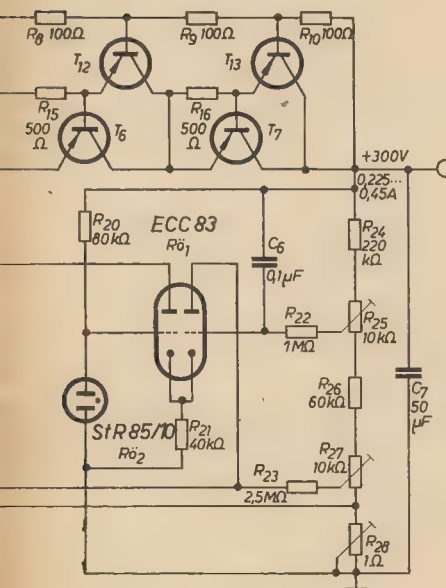 R8 100Ω
R9 100Ω
R10 100Ω
T12
T13
R15
500
Ω
T6
R16
500
Ω
T7
+300V
0,225...
0,45A
R20
80kΩ
ECC 83
Rö1
C6
0,1µF
R24
220
kΩ
R22
1MΩ
R25
10kΩ
C7
50
µF
R26
60kΩ
StR 85/10
Rö2
R21
40kΩ
R23
2,5MΩ
R27
10kΩ
R28
1Ω